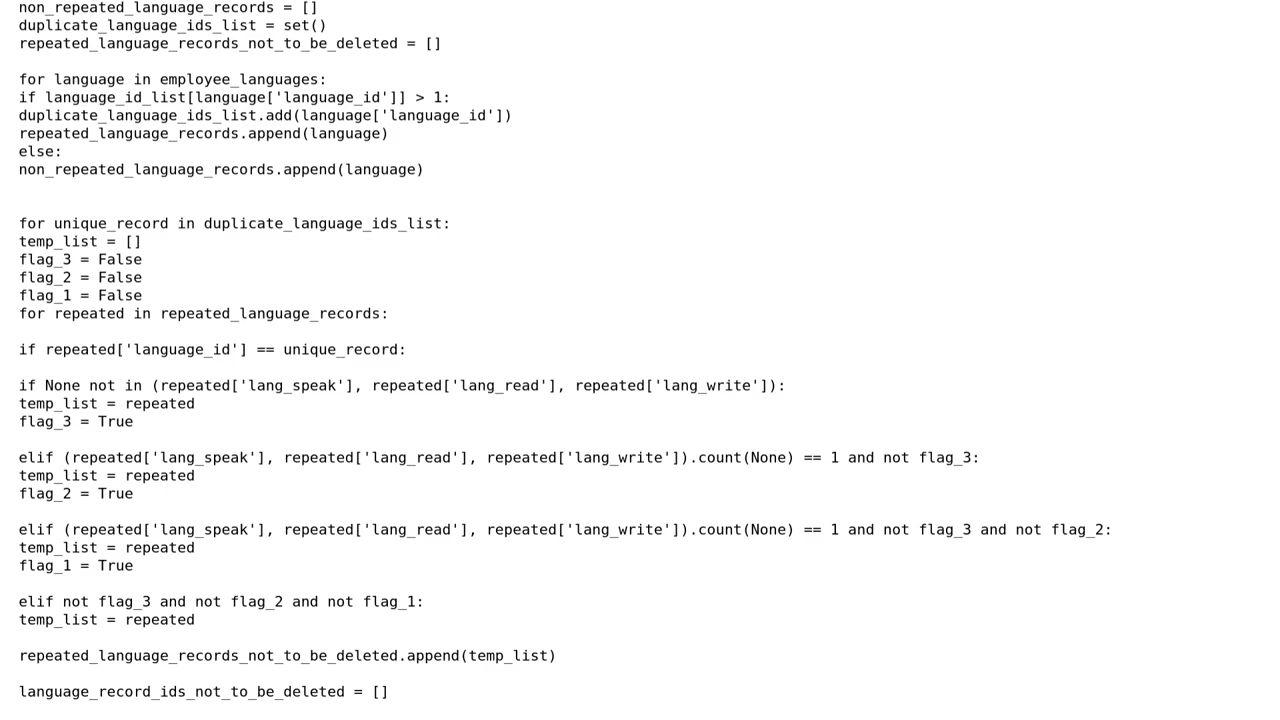 non_repeated_language_records = []
duplicate_language_ids_list = set()
repeated_language_records_not_to_be_deleted = []
for language in employee_languages:
if language_id_list[language['language_id']] > 1:
duplicate_language_ids_list.add(language['language_id'])
repeated_language_records.append(language)
else:
non_repeated_language_records.append(language)
for unique_record in duplicate_language_ids_list:
temp_list = []
flag_3 = False
flag_2 = False
flag_1 = False
for repeated in repeated_language_records:
if repeated['language_id'] == unique_record:
if None not in (repeated['lang_speak'], repeated['lang_read'], repeated['lang_write']):
temp_list = repeated
flag_3 = True
elif (repeated['lang_speak'], repeated['lang_read'], repeated['lang_write']).count(None) == 1 and not flag_3:
temp_list = repeated
flag_2 = True
elif (repeated['lang_speak'], repeated['lang_read'], repeated['lang_write']).count(None) == 1 and not flag_3 and not flag_2:
temp_list = repeated
flag_1 = True
elif not flag_3 and not flag_2 and not flag_1:
temp_list = repeated
repeated_language_records_not_to_be_deleted.append(temp_list)
language_record_ids_not_to_be_deleted = []